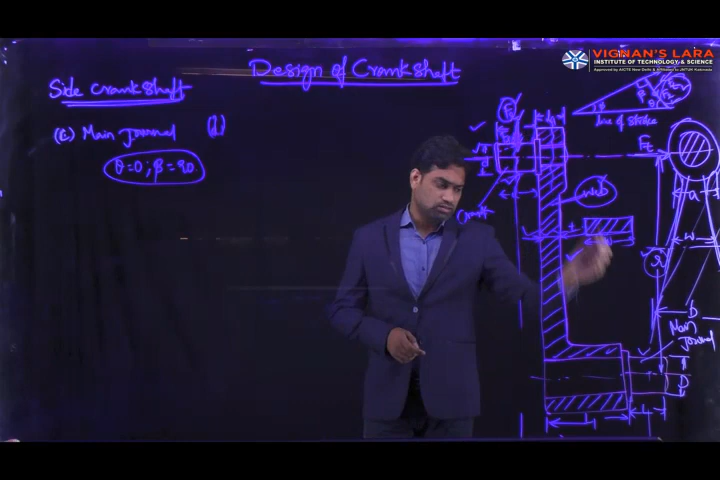 VIGNAN'S LARA
INSTITUTE OF TECHNOLOGY & SCIENCE
Design of Crankshaft
Side Crankshaft
(C) Main Journal
θ=0; β=90
line of stroke
Ft
Crank
web
t
a
w
r
b
Main
Journal
D